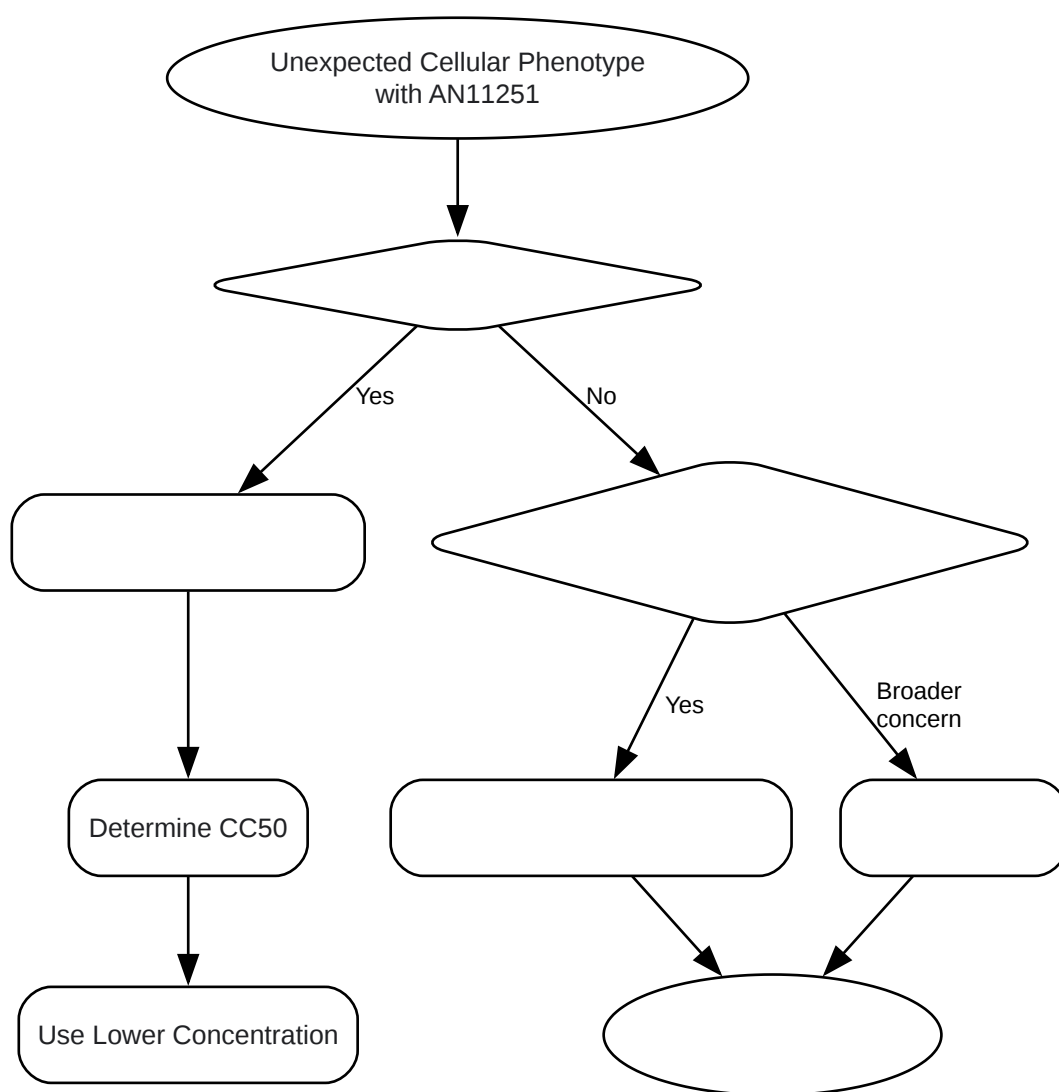 Unexpected Cellular Phenotype
with AN11251
Yes
No
Yes
Broader
concern
Determine CC50
Use Lower Concentration